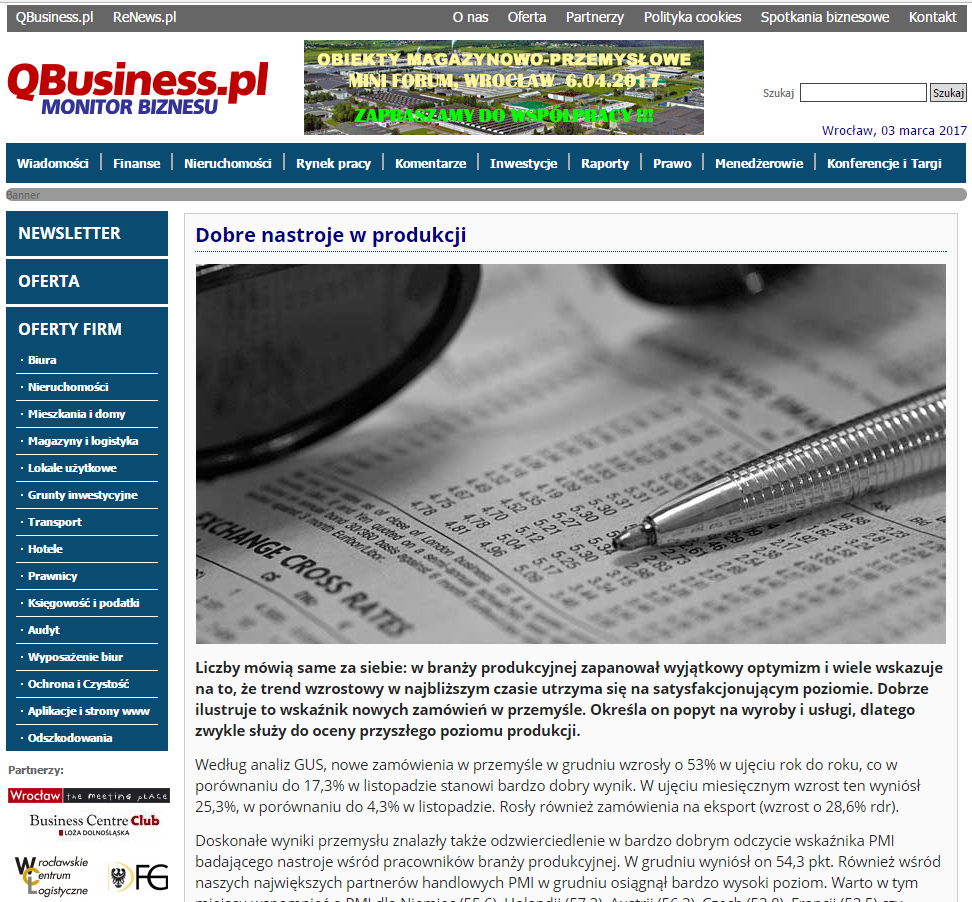 QBusiness.pl ReNews.pl O nas Oferta Partnerzy Polityka cookies Spotkania biznesowe Kontakt
QBusiness.pl
MONITOR BIZNESU
OBIEKTY MAGAZYNOWO-PRZEMYSŁOWE
MINI FORUM, WROCŁAW 6.04.2017
ZAPRASZAMY DO WSPÓŁPRACY !!!
Szukaj Szukaj
Wrocław, 03 marca 2017
Wiadomości Finanse Nieruchomości Rynek pracy Komentarze Inwestycje Raporty Prawo Menedżerowie Konferencje i Targi
Banner
NEWSLETTER
OFERTA
OFERTY FIRM
· Biura
· Nieruchomości
· Mieszkania i domy
· Magazyny i logistyka
· Lokale użytkowe
· Grunty inwestycyjne
· Transport
· Hotele
· Prawnicy
· Księgowość i podatki
· Audyt
· Wyposażenie biur
· Ochrona i Czystość
· Aplikacje i strony www
· Odszkodowania
Partnerzy:
Wrocław the meeting place
Business Centre Club
LOŻA DOLNOŚLĄSKA
Wrocławskie
Centrum
Logistyczne
FG
Dobre nastroje w produkcji
EXCHANGE CROSS RATES
Liczby mówią same za siebie: w branży produkcyjnej zapanował wyjątkowy optymizm i wiele wskazuje
na to, że trend wzrostowy w najbliższym czasie utrzyma się na satysfakcjonującym poziomie. Dobrze
ilustruje to wskaźnik nowych zamówień w przemyśle. Określa on popyt na wyroby i usługi, dlatego
zwykle służy do oceny przyszłego poziomu produkcji.
Według analiz GUS, nowe zamówienia w przemyśle w grudniu wzrosły o 53% w ujęciu rok do roku, co w
porównaniu do 17,3% w listopadzie stanowi bardzo dobry wynik. W ujęciu miesięcznym wzrost ten wyniósł
25,3%, w porównaniu do 4,3% w listopadzie. Rosły również zamówienia na eksport (wzrost o 28,6% rdr).
Doskonałe wyniki przemysłu znalazły także odzwierciedlenie w bardzo dobrym odczycie wskaźnika PMI
badającego nastroje wśród pracowników branży produkcyjnej. W grudniu wyniósł on 54,3 pkt. Również wśród
naszych największych partnerów handlowych PMI w grudniu osiągnął bardzo wysoki poziom. Warto w tym